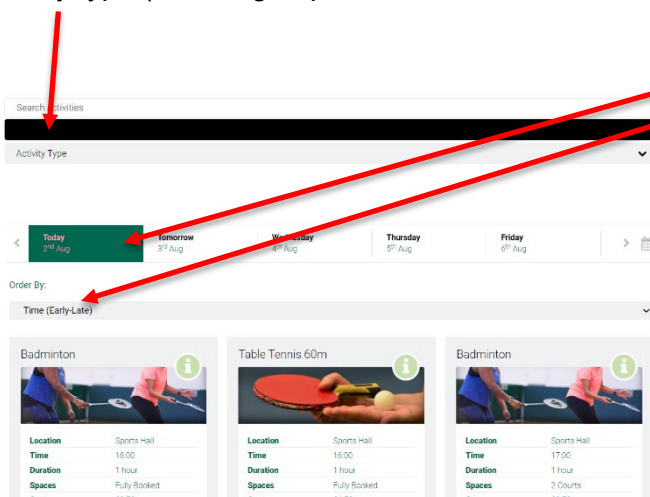 Search activities
Activity Type
Today
2nd Aug
Tomorrow
3rd Aug
Wednesday
4th Aug
Thursday
5th Aug
Friday
6th Aug
Order By:
Time (Early-Late)
Badminton
Location Sports Hall
Time 16:00
Duration 1 hour
Spaces Fully Booked
Table Tennis 60m
Location Sports Hall
Time 16:00
Duration 1 hour
Spaces Fully Booked
Badminton
Location Sports Hall
Time 17:00
Duration 1 hour
Spaces 2 Courts